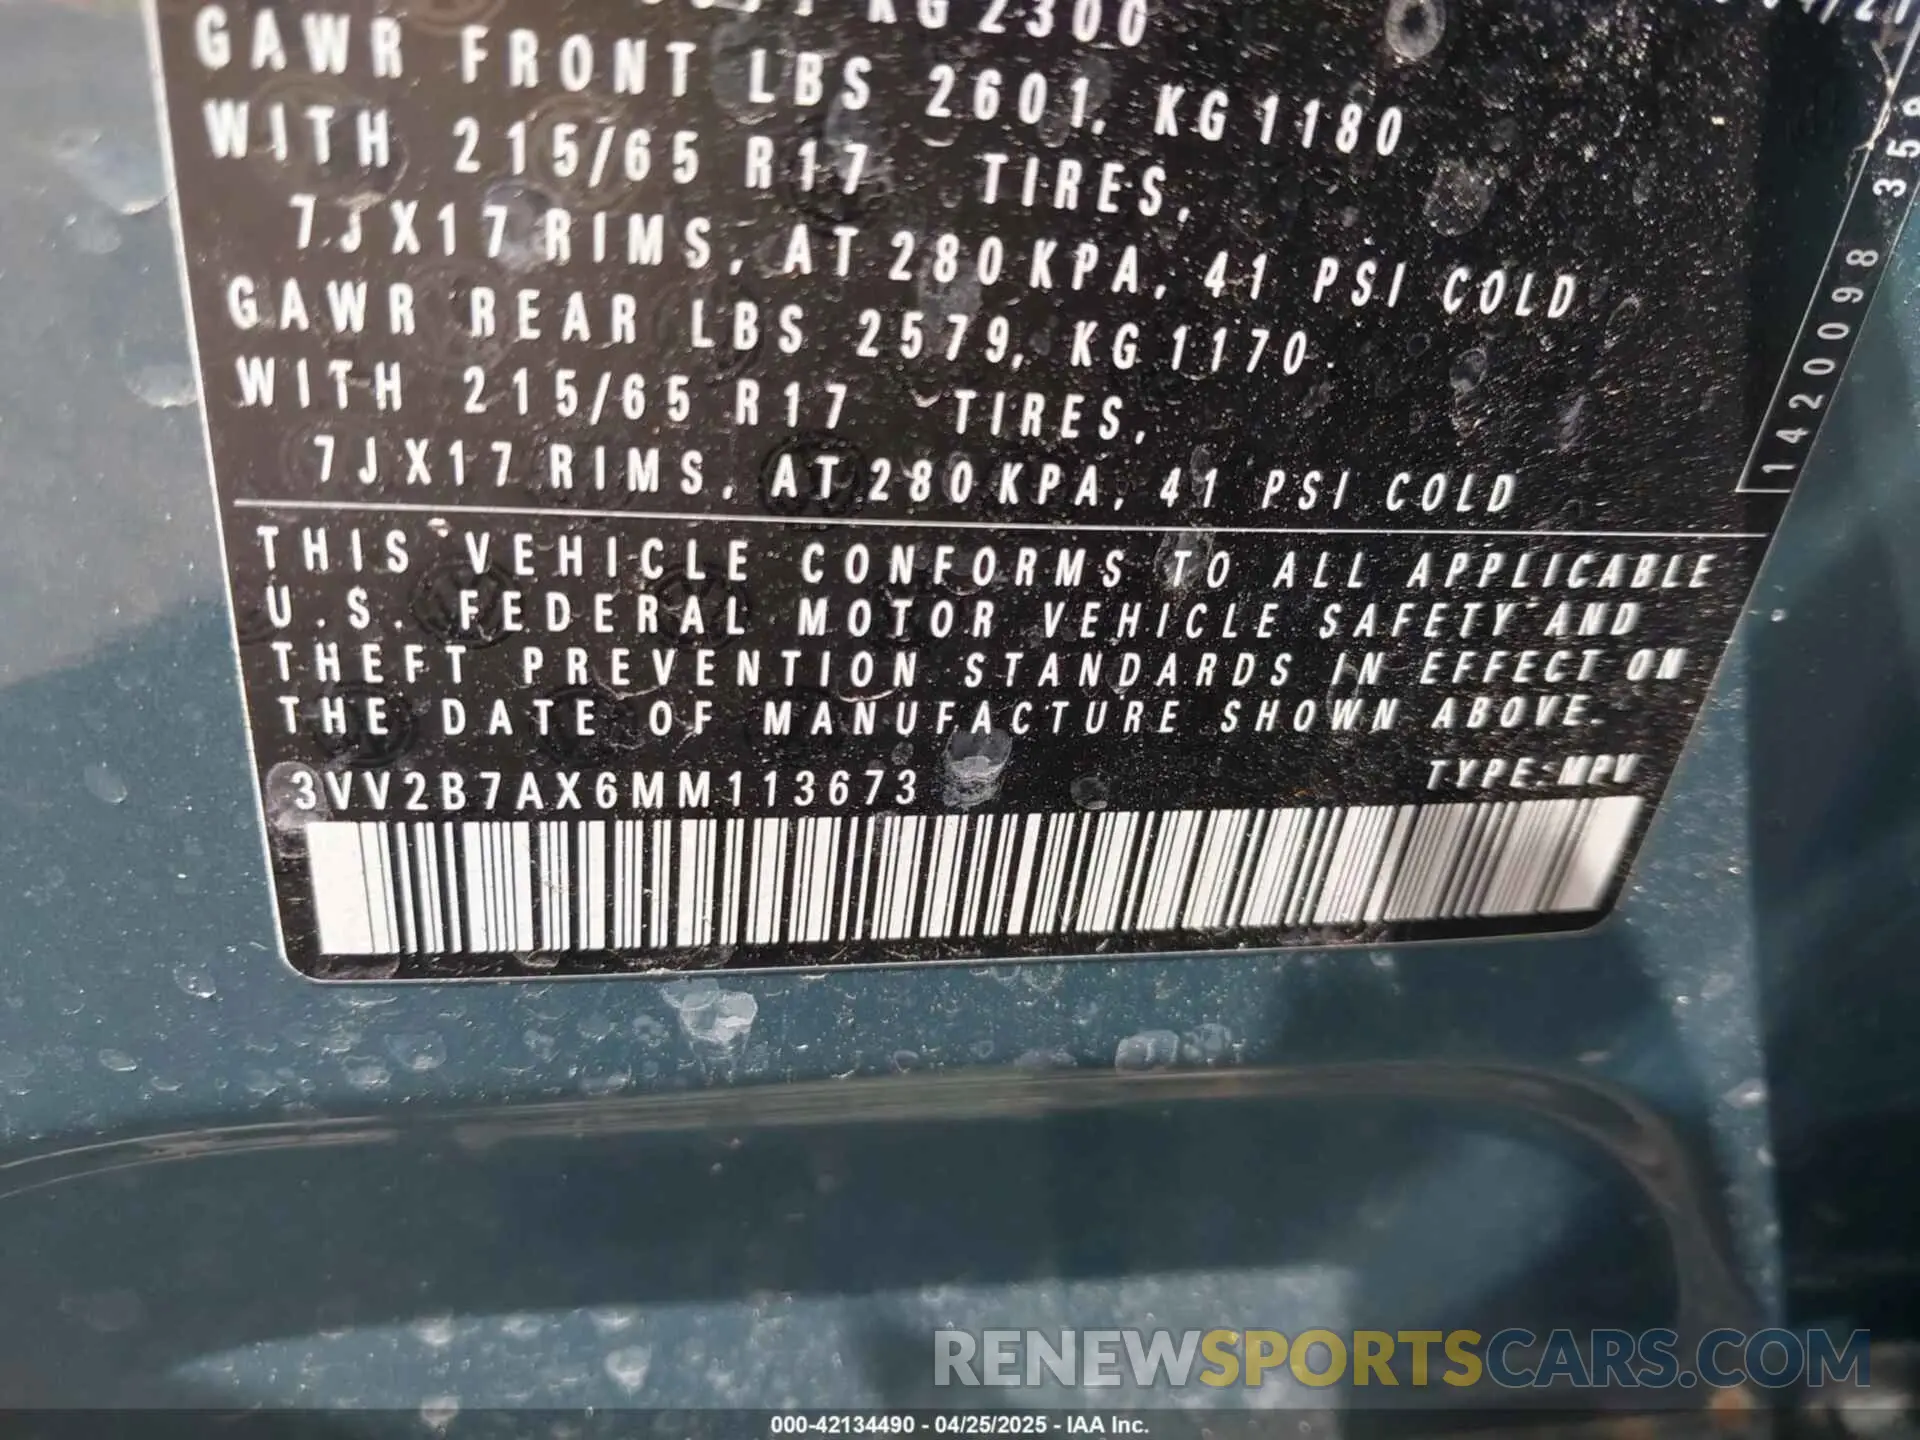 KG 2300
GAWR FRONT LBS 2601, KG 1180
WITH 215/65 R17 TIRES,
7JX17 RIMS, AT 280 KPA, 41 PSI COLD
GAWR REAR LBS 2579, KG 1170
WITH 215/65 R17 TIRES,
7JX17 RIMS, AT 280 KPA, 41 PSI COLD
THIS VEHICLE CONFORMS TO ALL APPLICABLE
U.S. FEDERAL MOTOR VEHICLE SAFETY AND
THEFT PREVENTION STANDARDS IN EFFECT ON
THE DATE OF MANUFACTURE SHOWN ABOVE.
3VV2B7AX6MM113673
TYPE: MPV
1420098
RENEWSPORTSCARS.COM
000-42134490 - 04/25/2025 - IAA Inc.